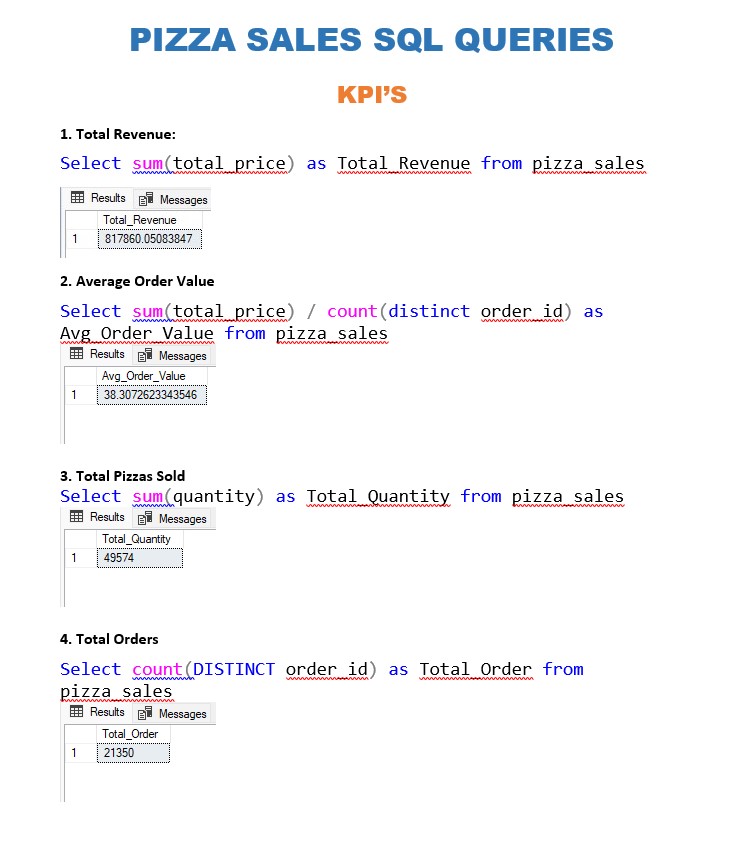 PIZZA SALES SQL QUERIES
KPI’S
1. Total Revenue:
Select sum(total_price) as Total_Revenue from pizza_sales
Results Messages
Total_Revenue
1 817860.05083847
2. Average Order Value
Select sum(total_price) / count(distinct order_id) as
Avg_Order_Value from pizza_sales
Results Messages
Avg_Order_Value
1 38.3072623343546
3. Total Pizzas Sold
Select sum(quantity) as Total_Quantity from pizza_sales
Results Messages
Total_Quantity
1 49574
4. Total Orders
Select count(DISTINCT order_id) as Total_Order from
pizza_sales
Results Messages
Total_Order
1 21350